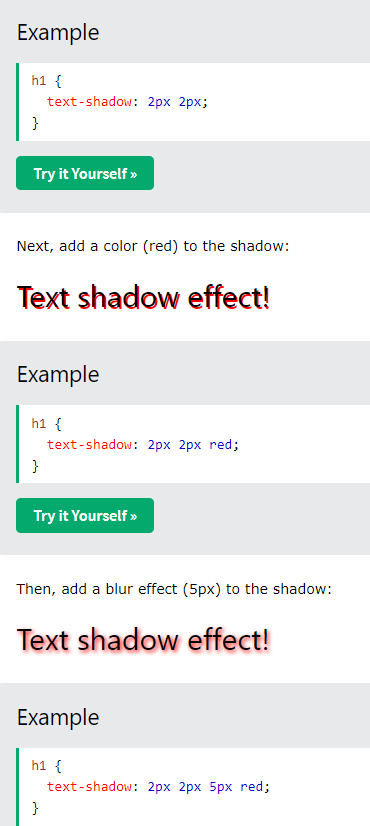 Example
h1 {
  text-shadow: 2px 2px;
}
Try it Yourself »
Next, add a color (red) to the shadow:
Text shadow effect!
Example
h1 {
  text-shadow: 2px 2px red;
}
Try it Yourself »
Then, add a blur effect (5px) to the shadow:
Text shadow effect!
Example
h1 {
  text-shadow: 2px 2px 5px red;
}